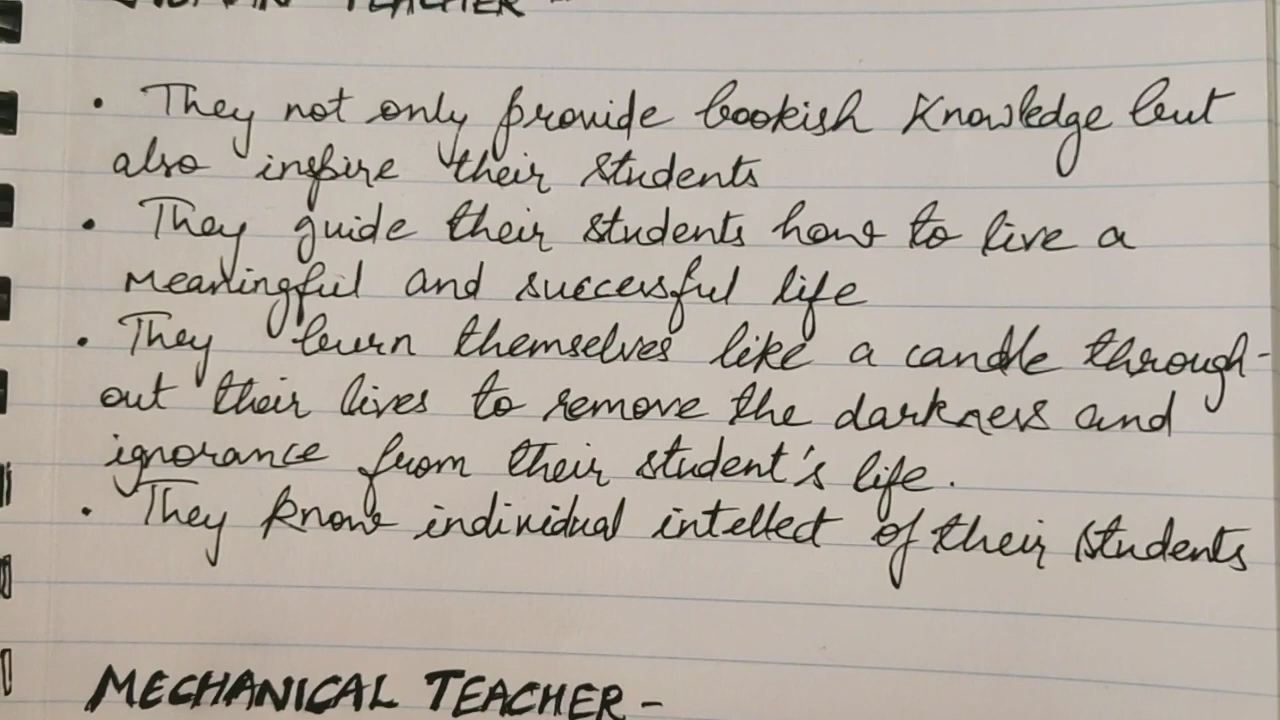 TEACHER -
• They not only provide bookish Knowledge but
also inspire their students
• They guide their students how to live a
meaningful and successful life
• They burn themselves like a candle through-
out their lives to remove the darkness and
ignorance from their student's life.
• They know individual intellect of their students
MECHANICAL TEACHER -